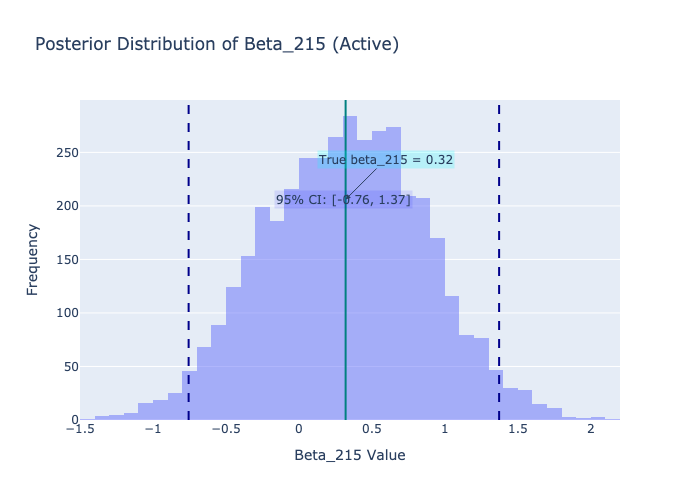 Posterior Distribution of Beta_215 (Active)
250
200
150
100
50
0
Frequency
True beta_215 = 0.32
95% CI: [-0.76, 1.37]
−1.5
−1
−0.5
0
0.5
1
1.5
2
Beta_215 Value